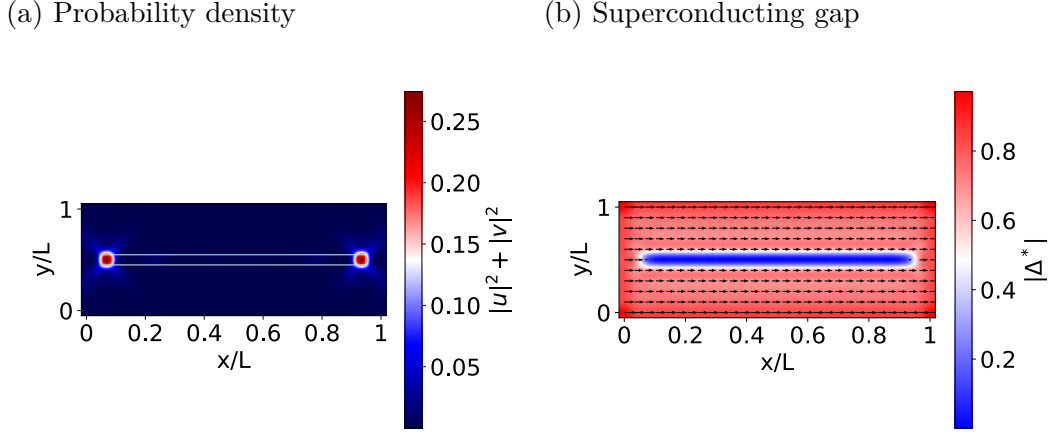 (a) Probability density
(b) Superconducting gap
0.25
0.20
0.15
0.10
0.05
|u|² + |v|²
1
0
y/L
0 0.2 0.4 0.6 0.8 1
x/L
0.8
0.6
0.4
0.2
|Δ*|
1
0
y/L
0 0.2 0.4 0.6 0.8 1
x/L